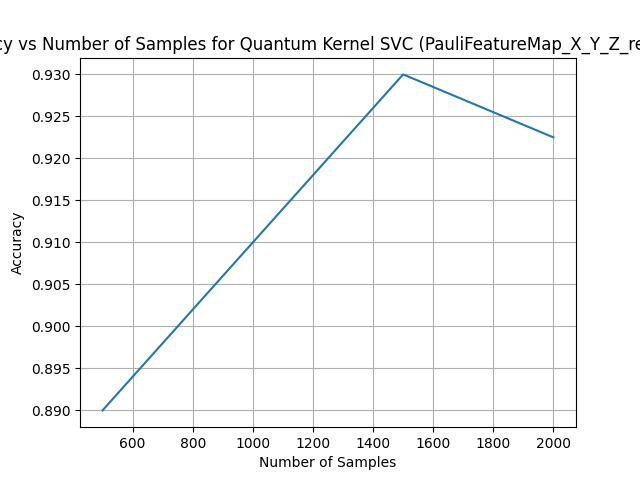 cy vs Number of Samples for Quantum Kernel SVC (PauliFeatureMap_X_Y_Z_re
0.930
0.925
0.920
0.915
0.910
0.905
0.900
0.895
0.890
Accuracy
600 800 1000 1200 1400 1600 1800 2000
Number of Samples